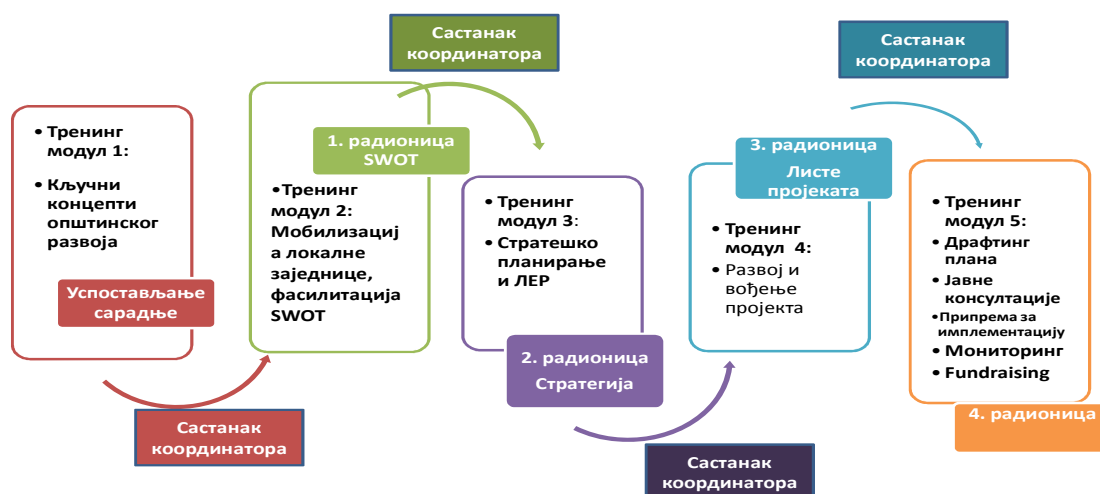 Састанак
координатора
Састанак
координатора
• Тренинг
модул 1:
• Кључни
концепти
општинског
развоја
Успостављање
сарадње
Састанак
координатора
1. радионица
SWOT
•Тренинг
модул 2:
Мобилизациј
а локалне
заједнице,
фасилитација
SWOT
• Тренинг
модул 3:
• Стратешко
планирање
и ЛЕР
2. радионица
Стратегија
Састанак
координатора
3. радионица
Листе
пројеката
• Тренинг
модул 4:
• Развој и
вођење
пројекта
• Тренинг
модул 5:
• Драфтинг
плана
• Јавне
консултације
•Припрема за
имплементацију
• Мониторинг
• Fundraising
4. радионица